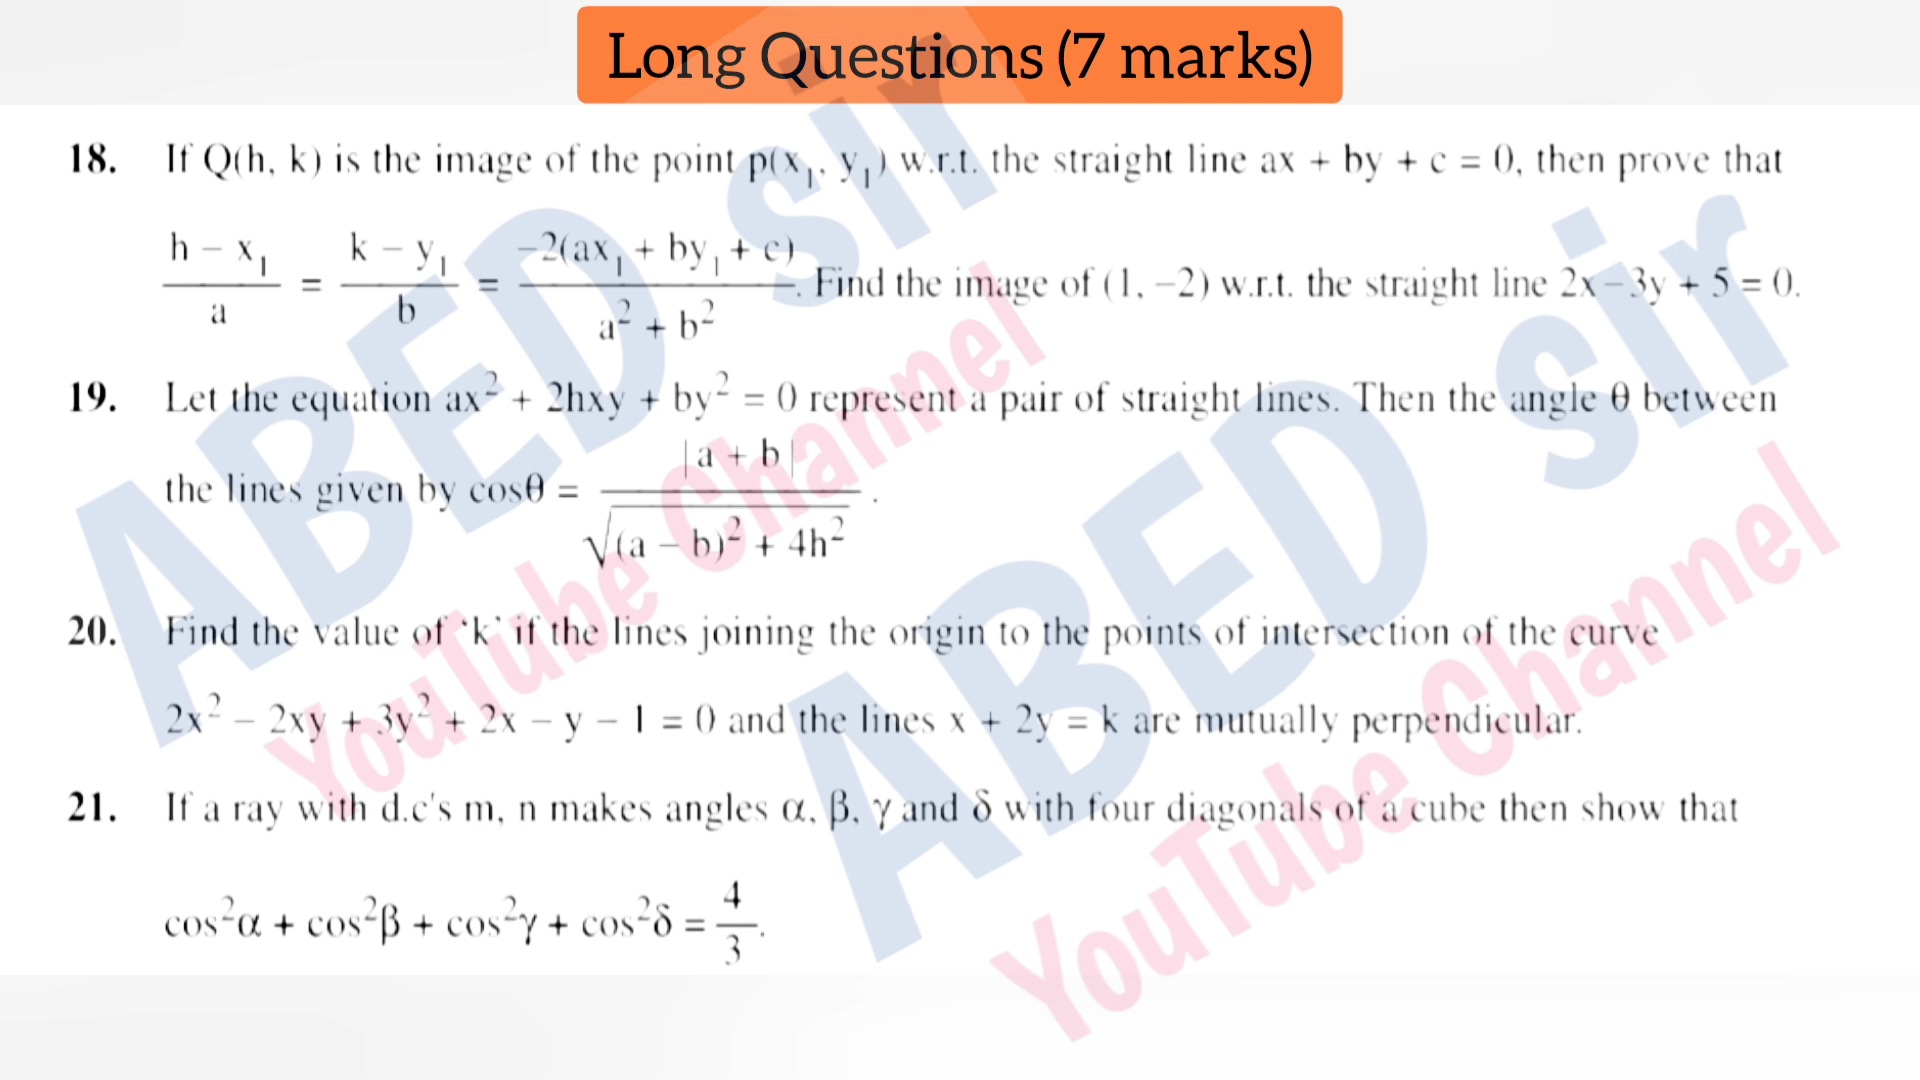 Long Questions (7 marks)
18. If Q(h, k) is the image of the point p(x₁, y₁) w.r.t. the straight line ax + by + c = 0, then prove that
(h – x₁)/a = (k – y₁)/b = –2(ax₁ + by₁ + c)/(a² + b²). Find the image of (1, –2) w.r.t. the straight line 2x – 3y + 5 = 0.
19. Let the equation ax² + 2hxy + by² = 0 represent a pair of straight lines. Then the angle θ between
the lines given by cosθ = |a + b|/√((a – b)² + 4h²).
20. Find the value of ‘k’ if the lines joining the origin to the points of intersection of the curve
2x² – 2xy + 3y² + 2x – y – 1 = 0 and the lines x + 2y = k are mutually perpendicular.
21. If a ray with d.c's m, n makes angles α, β, γ and δ with four diagonals of a cube then show that
cos²α + cos²β + cos²γ + cos²δ = 4/3.
ABED sir
YouTube Channel
ABED sir
YouTube Channel